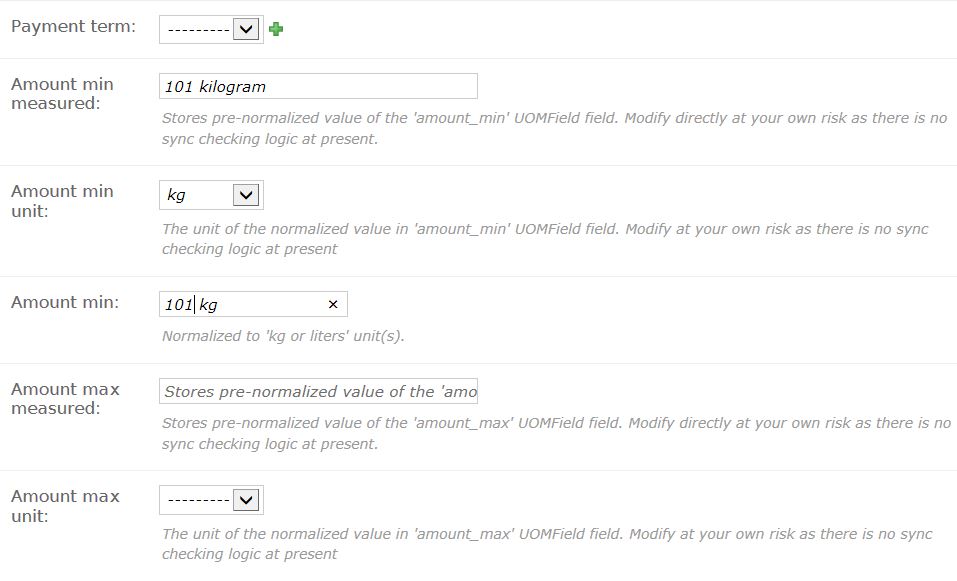 Payment term: ---------
Amount min
measured:
101 kilogram
Stores pre-normalized value of the 'amount_min' UOMField field. Modify directly at your own risk as there is no
sync checking logic at present.
Amount min
unit:
kg
The unit of the normalized value in 'amount_min' UOMField field. Modify at your own risk as there is no sync
checking logic at present
Amount min: 101 kg ×
Normalized to 'kg or liters' unit(s).
Amount max
measured:
Stores pre-normalized value of the 'amo
Stores pre-normalized value of the 'amount_max' UOMField field. Modify directly at your own risk as there is no
sync checking logic at present.
Amount max
unit:
---------
The unit of the normalized value in 'amount_max' UOMField field. Modify at your own risk as there is no sync
checking logic at present